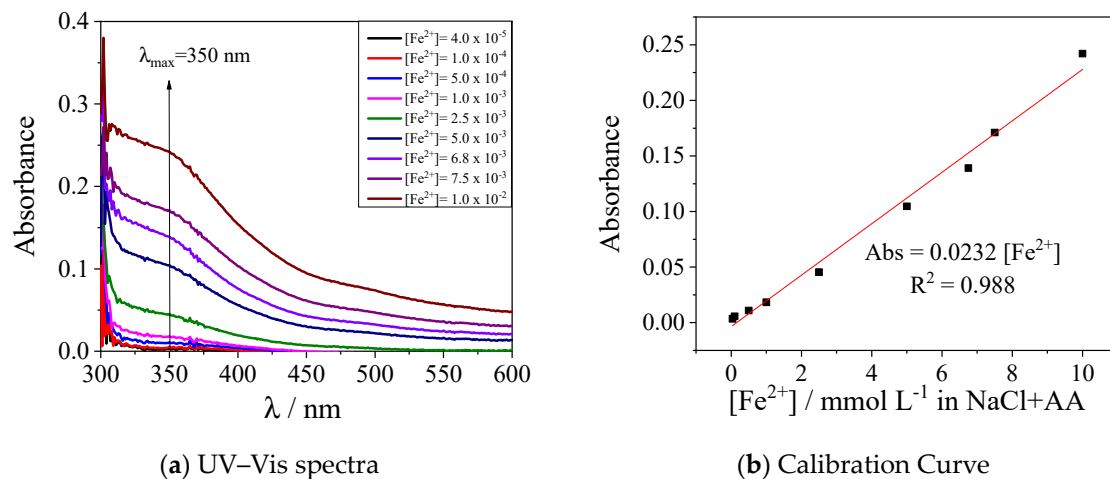 0.4
0.3
0.2
0.1
0.0
Absorbance
λmax=350 nm
[Fe²⁺]= 4.0 x 10⁻⁵
[Fe²⁺]= 1.0 x 10⁻⁴
[Fe²⁺]= 5.0 x 10⁻⁴
[Fe²⁺]= 1.0 x 10⁻³
[Fe²⁺]= 2.5 x 10⁻³
[Fe²⁺]= 5.0 x 10⁻³
[Fe²⁺]= 6.8 x 10⁻³
[Fe²⁺]= 7.5 x 10⁻³
[Fe²⁺]= 1.0 x 10⁻²
300 350 400 450 500 550 600
λ / nm
(a) UV–Vis spectra
0.25
0.20
0.15
0.10
0.05
0.00
Absorbance
Abs = 0.0232 [Fe²⁺]
R² = 0.988
0 2 4 6 8 10
[Fe²⁺] / mmol L⁻¹ in NaCl+AA
(b) Calibration Curve